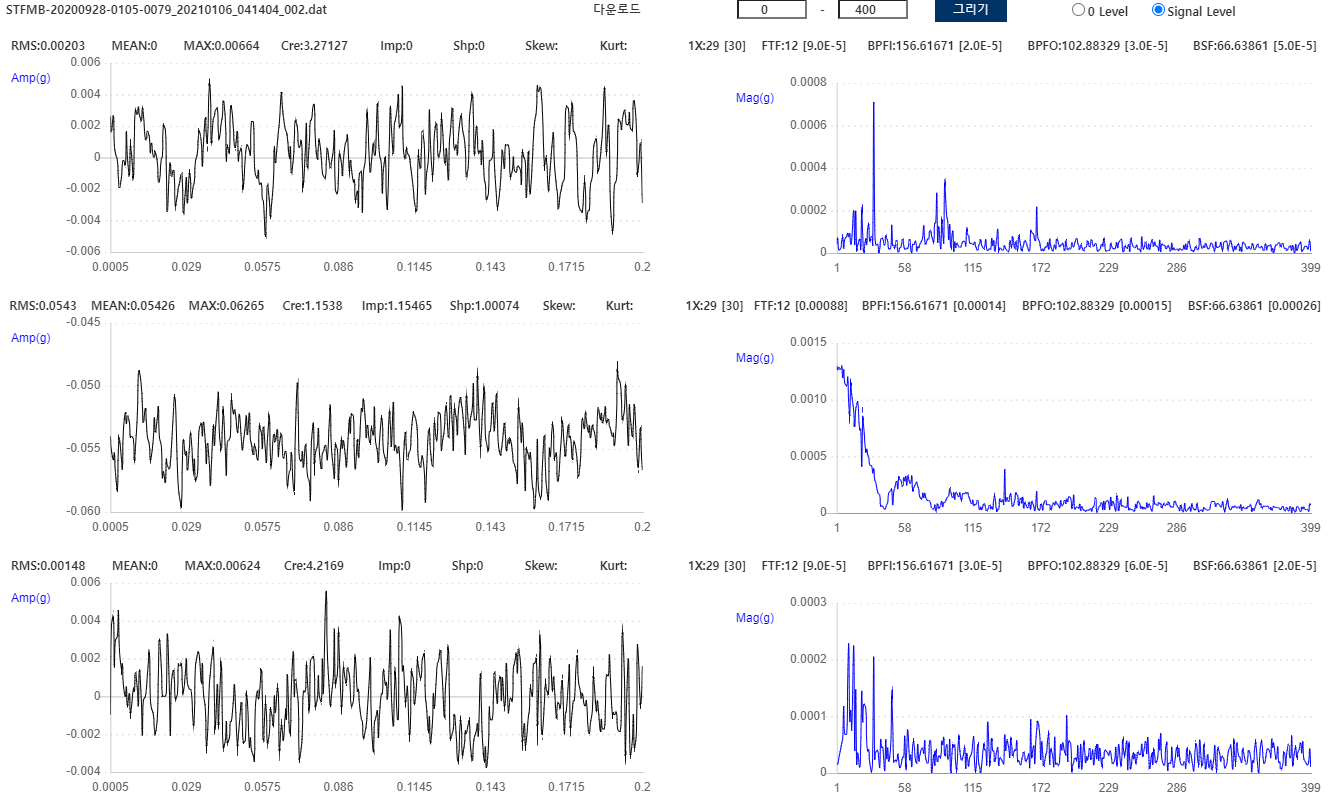 STFMB-20200928-0105-0079_20210106_041404_002.dat 다운로드 0 - 400 그리기 0 Level Signal Level
RMS:0.00203 MEAN:0 MAX:0.00664 Cre:3.27127 Imp:0 Shp:0 Skew: Kurt:
Amp(g)
0.006
0.004
0.002
0
-0.002
-0.004
-0.006
0.0005 0.029 0.0575 0.086 0.1145 0.143 0.1715 0.2
1X:29 [30] FTF:12 [9.0E-5] BPFI:156.61671 [2.0E-5] BPFO:102.88329 [3.0E-5] BSF:66.63861 [5.0E-5]
Mag(g)
0.0008
0.0006
0.0004
0.0002
0
1 58 115 172 229 286 399
RMS:0.0543 MEAN:0.05426 MAX:0.06265 Cre:1.1538 Imp:1.15465 Shp:1.00074 Skew: Kurt:
Amp(g)
-0.045
-0.050
-0.055
-0.060
0.0005 0.029 0.0575 0.086 0.1145 0.143 0.1715 0.2
1X:29 [30] FTF:12 [0.00088] BPFI:156.61671 [0.00014] BPFO:102.88329 [0.00015] BSF:66.63861 [0.00026]
Mag(g)
0.0015
0.0010
0.0005
0
1 58 115 172 229 286 399
RMS:0.00148 MEAN:0 MAX:0.00624 Cre:4.2169 Imp:0 Shp:0 Skew: Kurt:
Amp(g)
0.006
0.004
0.002
0
-0.002
-0.004
0.0005 0.029 0.0575 0.086 0.1145 0.143 0.1715 0.2
1X:29 [30] FTF:12 [9.0E-5] BPFI:156.61671 [3.0E-5] BPFO:102.88329 [6.0E-5] BSF:66.63861 [2.0E-5]
Mag(g)
0.0003
0.0002
0.0001
0
1 58 115 172 229 286 399